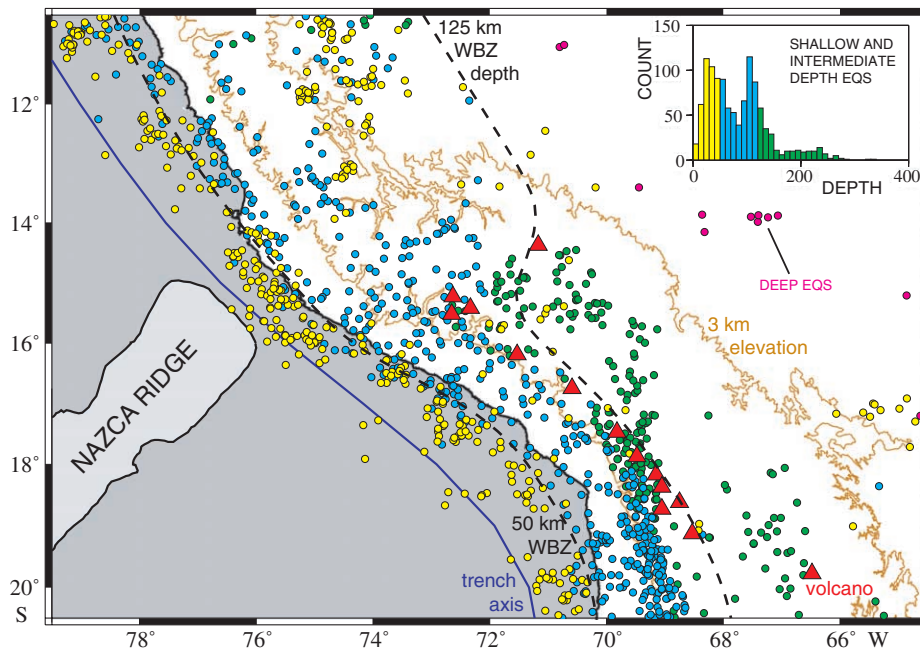 125 km
WBZ
depth
150
100
50
0
COUNT
SHALLOW AND
INTERMEDIATE
DEPTH EQS
0
200
400
DEPTH
12°
14°
16°
18°
20°
S
DEEP EQS
3 km
elevation
NAZCA RIDGE
50 km
WBZ
trench
axis
volcano
78°
76°
74°
72°
70°
68°
66°
W